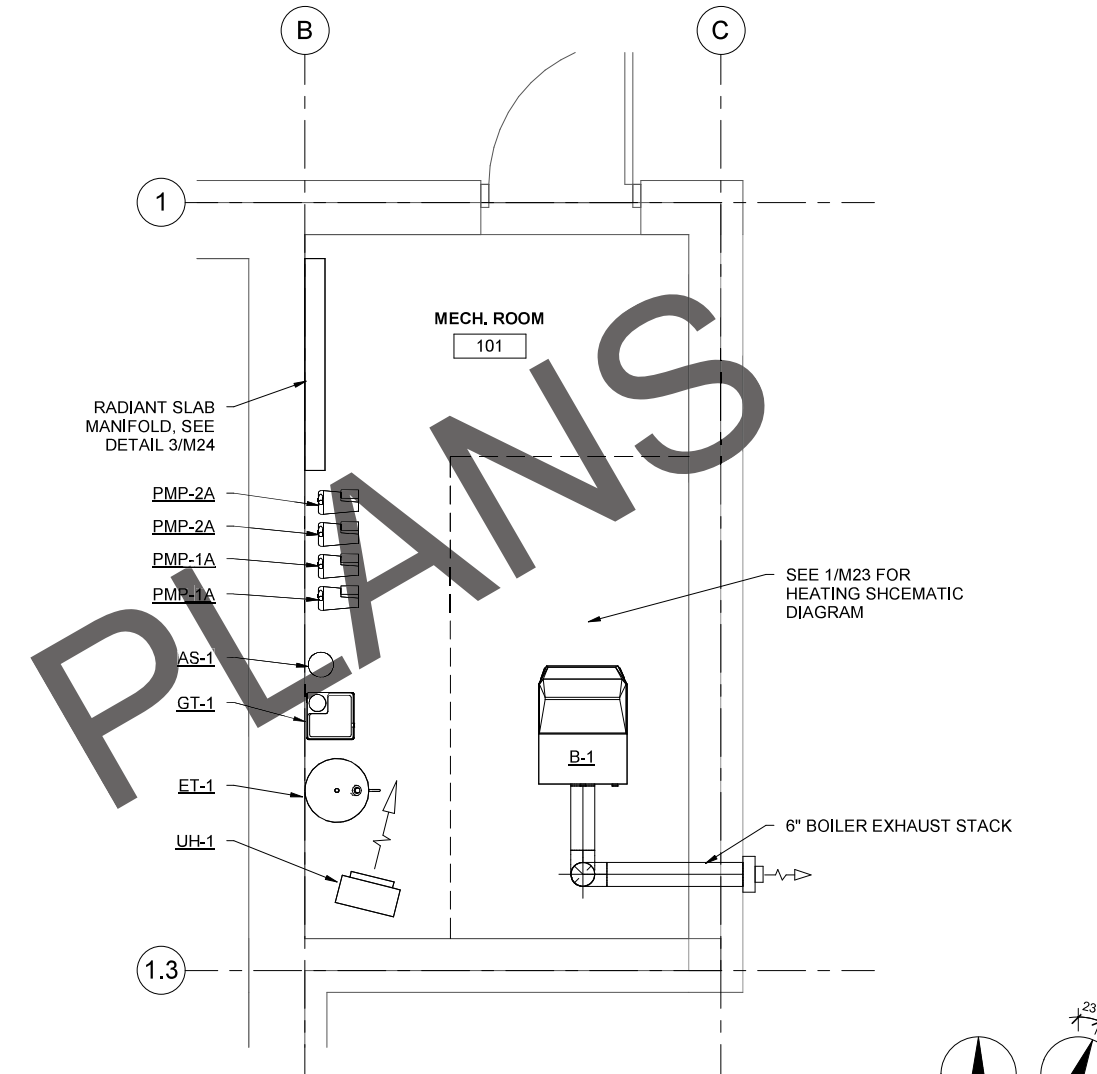 B
C
1
MECH. ROOM
101
RADIANT SLAB
MANIFOLD, SEE
DETAIL 3/M24
PMP-2A
PMP-2A
PMP-1A
PMP-1A
SEE 1/M23 FOR
HEATING SHCEMATIC
DIAGRAM
AS-1
GT-1
B-1
ET-1
6" BOILER EXHAUST STACK
UH-1
1.3
23
PLANS